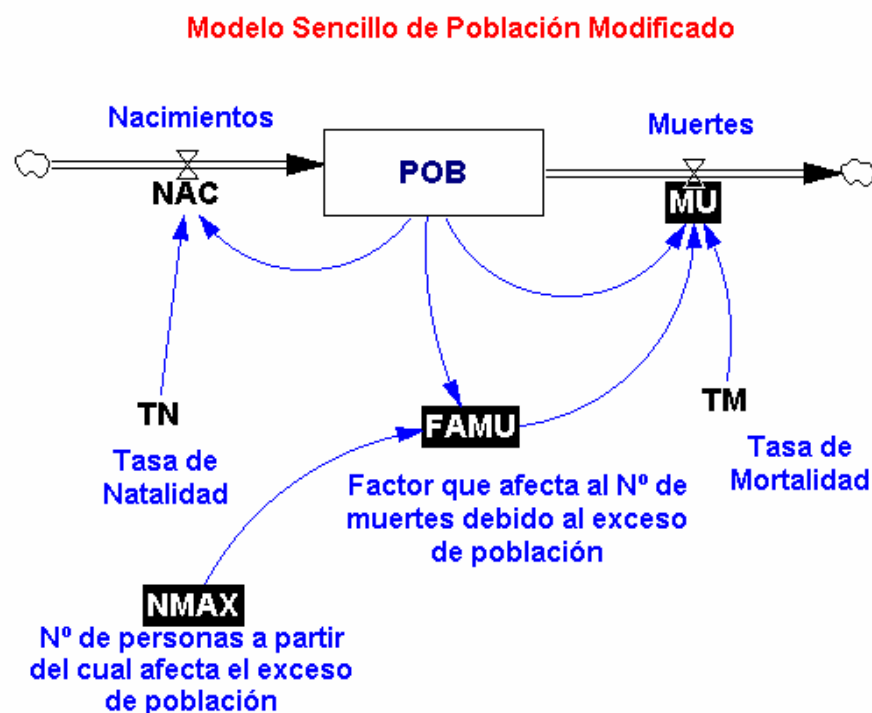 Modelo Sencillo de Población Modificado
Nacimientos
Muertes
POB
NAC
MU
TN
FAMU
TM
Tasa de
Natalidad
Factor que afecta al Nº de
muertes debido al exceso
de población
Tasa de
Mortalidad
NMAX
Nº de personas a partir
del cual afecta el exceso
de población